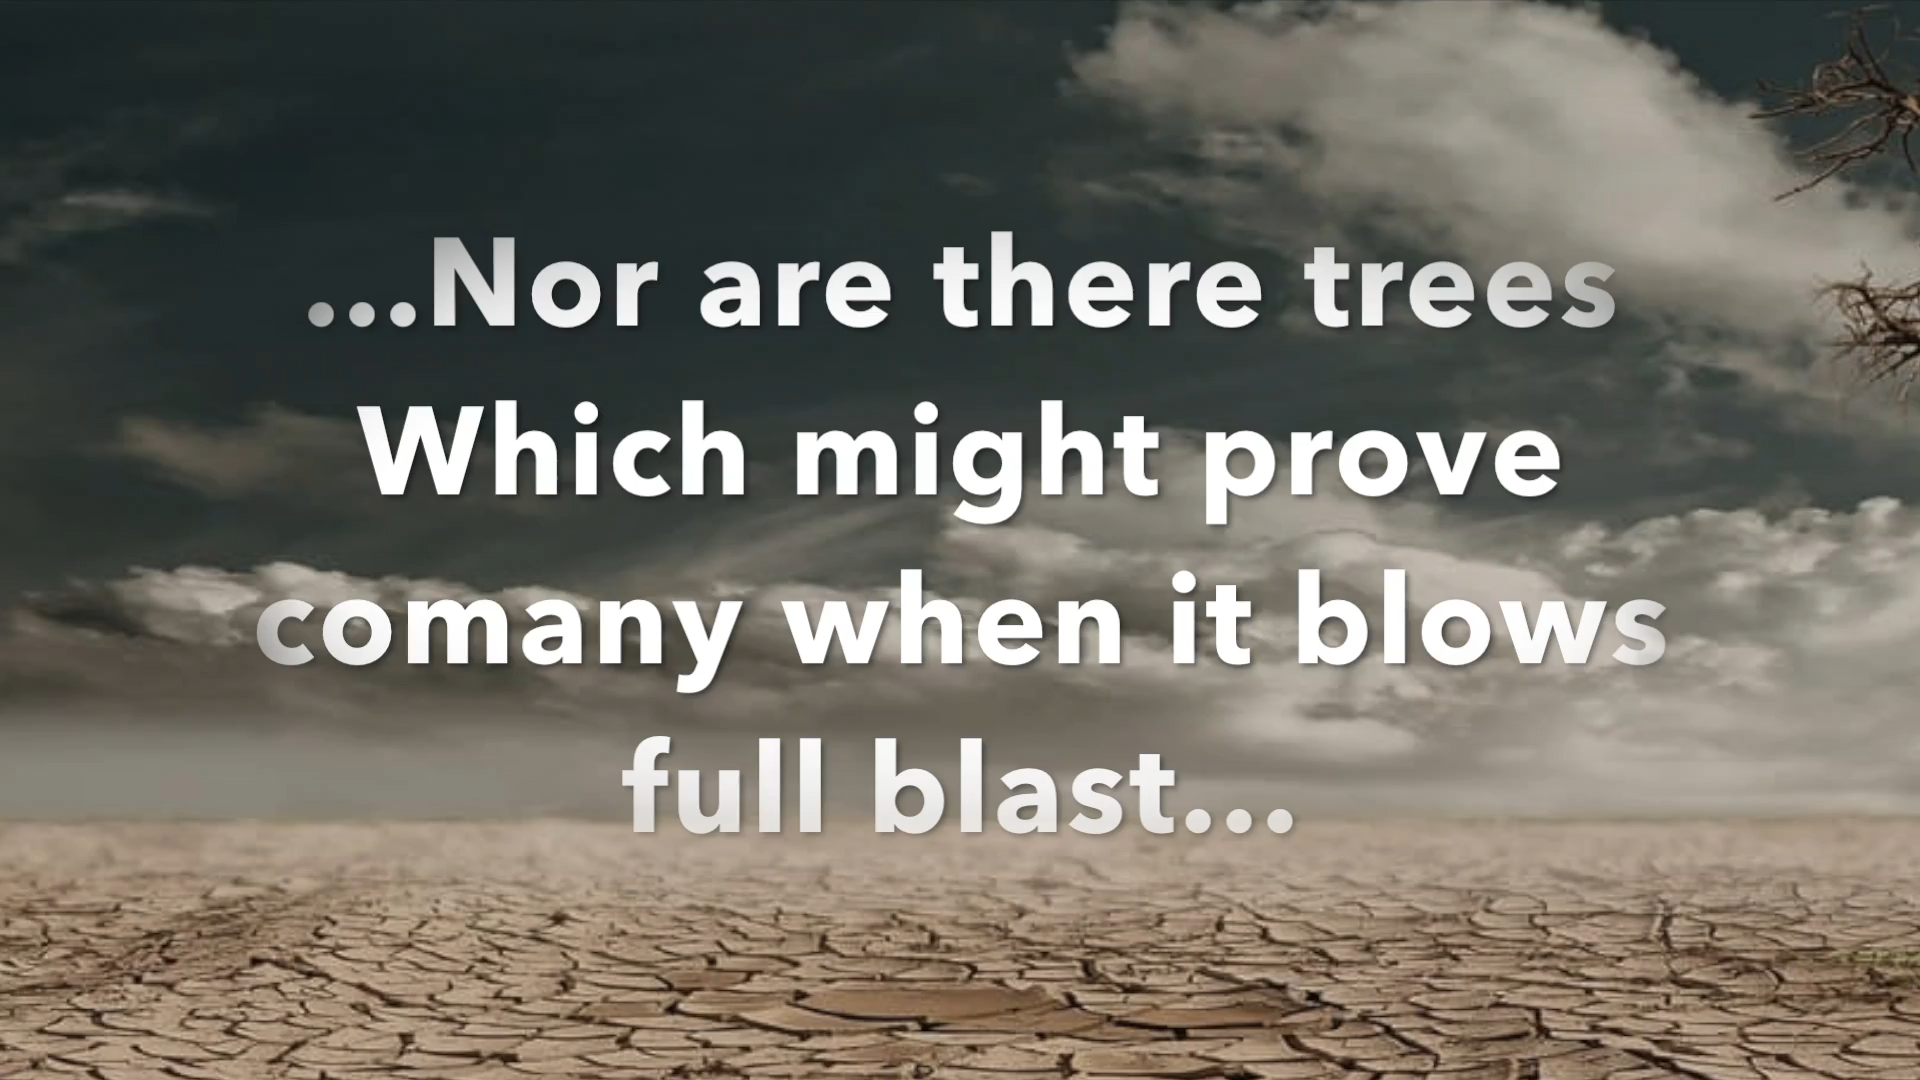 ...Nor are there trees
Which might prove
comany when it blows
full blast...